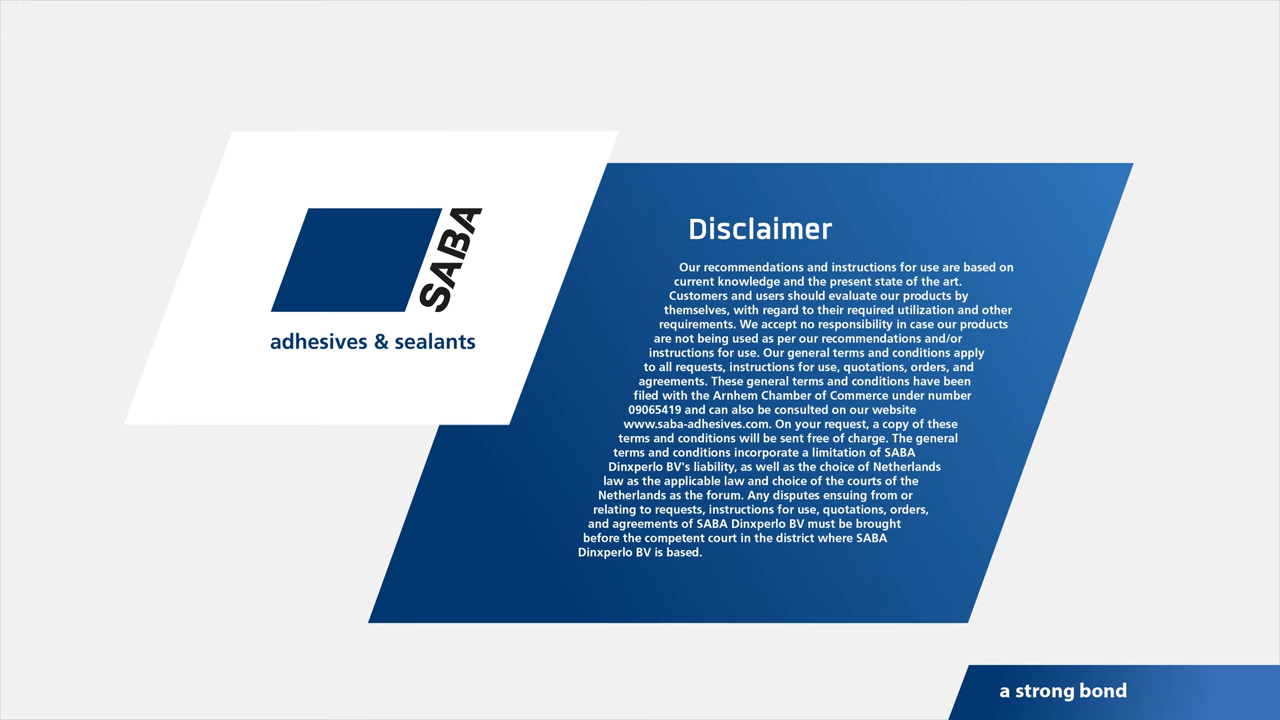 SABA
adhesives & sealants
Disclaimer
Our recommendations and instructions for use are based on
current knowledge and the present state of the art.
Customers and users should evaluate our products by
themselves, with regard to their required utilization and other
requirements. We accept no responsibility in case our products
are not being used as per our recommendations and/or
instructions for use. Our general terms and conditions apply
to all requests, instructions for use, quotations, orders, and
agreements. These general terms and conditions have been
filed with the Arnhem Chamber of Commerce under number
09065419 and can also be consulted on our website
www.saba-adhesives.com. On your request, a copy of these
terms and conditions will be sent free of charge. The general
terms and conditions incorporate a limitation of SABA
Dinxperlo BV's liability, as well as the choice of Netherlands
law as the applicable law and choice of the courts of the
Netherlands as the forum. Any disputes ensuing from or
relating to requests, instructions for use, quotations, orders,
and agreements of SABA Dinxperlo BV must be brought
before the competent court in the district where SABA
Dinxperlo BV is based.
a strong bond